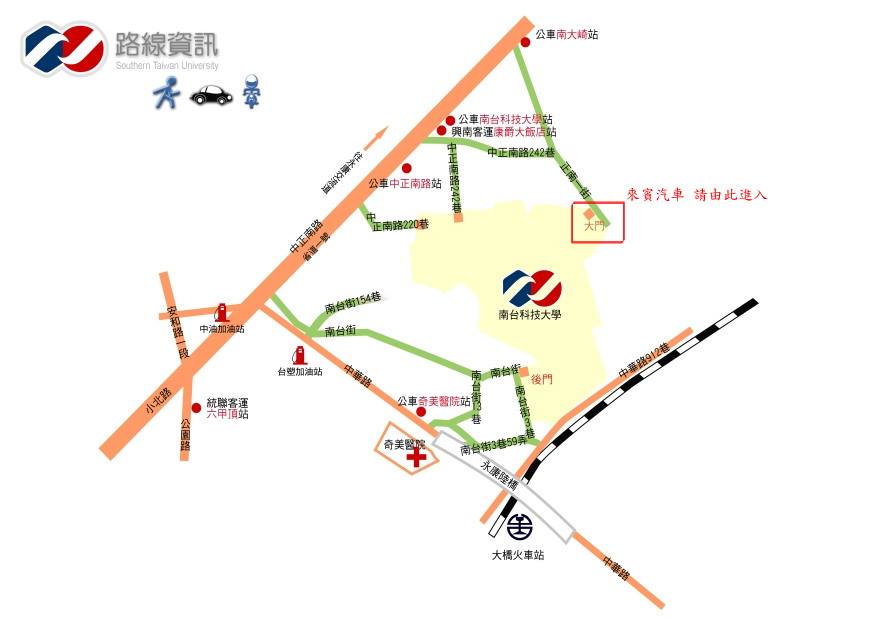 路線資訊
Southern Taiwan University
公車南大崎站
公車南台科技大學站
興南客運康爵大飯店站
中正南路242巷
中正南路242巷
正南一街
往永康交流道
公車中正南路站
來賓汽車 請由此進入
大門
中正南路220巷
中正南路
省道一號
南台科技大學
南台街154巷
安和路一段
中油加油站
南台街
台塑加油站
中華路
中華路912巷
南台街
後門
南台街3巷
南台街3巷
小北路
統聯客運
六甲頂站
公園路
公車奇美醫院站
奇美醫院
南台街3巷59弄
永康陸橋
大橋火車站
中華路